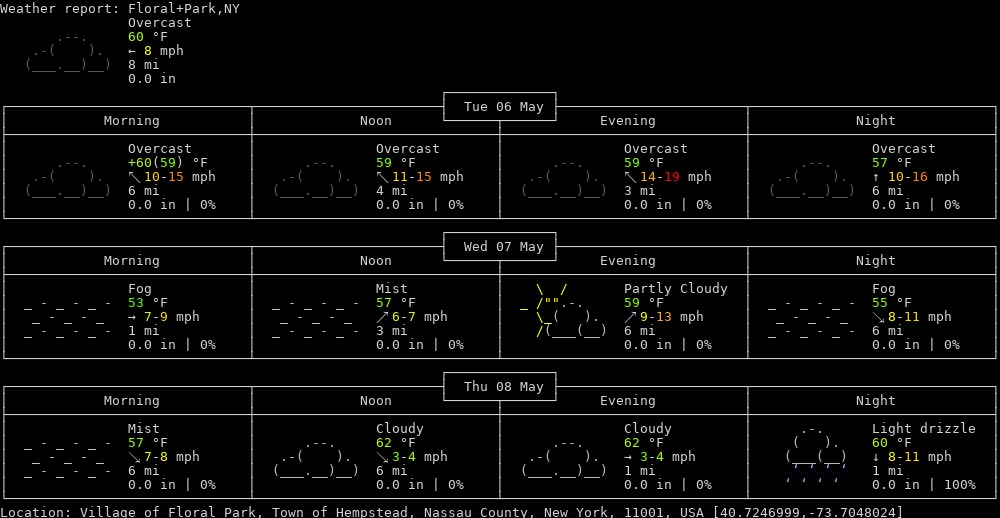 Weather report: Floral+Park,NY
Overcast
60 °F
← 8 mph
8 mi
0.0 in
Tue 06 May
Morning Noon Evening Night
Overcast Overcast Overcast Overcast
+60(59) °F 59 °F 59 °F 57 °F
↖ 10-15 mph ↖ 11-15 mph ↖ 14-19 mph ↑ 10-16 mph
6 mi 4 mi 3 mi 6 mi
0.0 in | 0% 0.0 in | 0% 0.0 in | 0% 0.0 in | 0%
Wed 07 May
Morning Noon Evening Night
Fog Mist Partly Cloudy Fog
53 °F 57 °F 59 °F 55 °F
→ 7-9 mph ↗ 6-7 mph ↗ 9-13 mph ↘ 8-11 mph
1 mi 3 mi 6 mi 6 mi
0.0 in | 0% 0.0 in | 0% 0.0 in | 0% 0.0 in | 0%
Thu 08 May
Morning Noon Evening Night
Mist Cloudy Cloudy Light drizzle
57 °F 62 °F 62 °F 60 °F
↘ 7-8 mph ↘ 3-4 mph → 3-4 mph ↓ 8-11 mph
6 mi 6 mi 1 mi 1 mi
0.0 in | 0% 0.0 in | 0% 0.0 in | 0% 0.0 in | 100%
Location: Village of Floral Park, Town of Hempstead, Nassau County, New York, 11001, USA [40.7246999,-73.7048024]